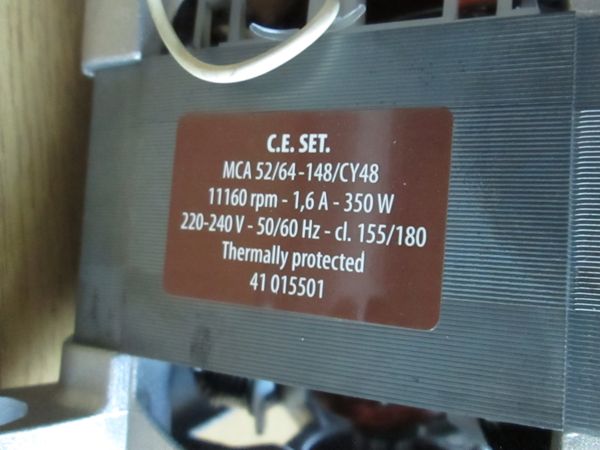 C.E. SET.
MCA 52/64-148/CY48
11160 rpm - 1,6 A - 350 W
220-240 V - 50/60 Hz - cl. 155/180
Thermally protected
41 015501